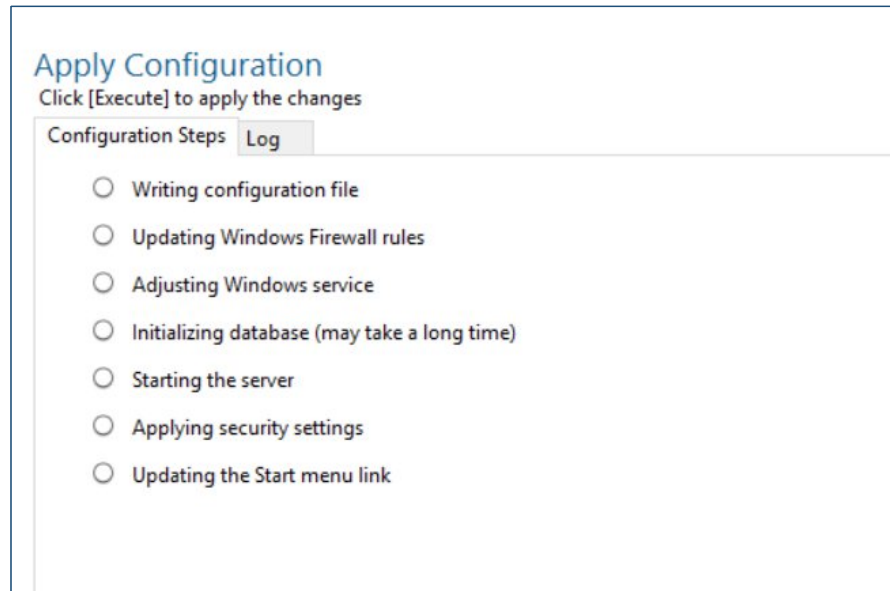 Apply Configuration
Click [Execute] to apply the changes
Configuration Steps Log
Writing configuration file
Updating Windows Firewall rules
Adjusting Windows service
Initializing database (may take a long time)
Starting the server
Applying security settings
Updating the Start menu link